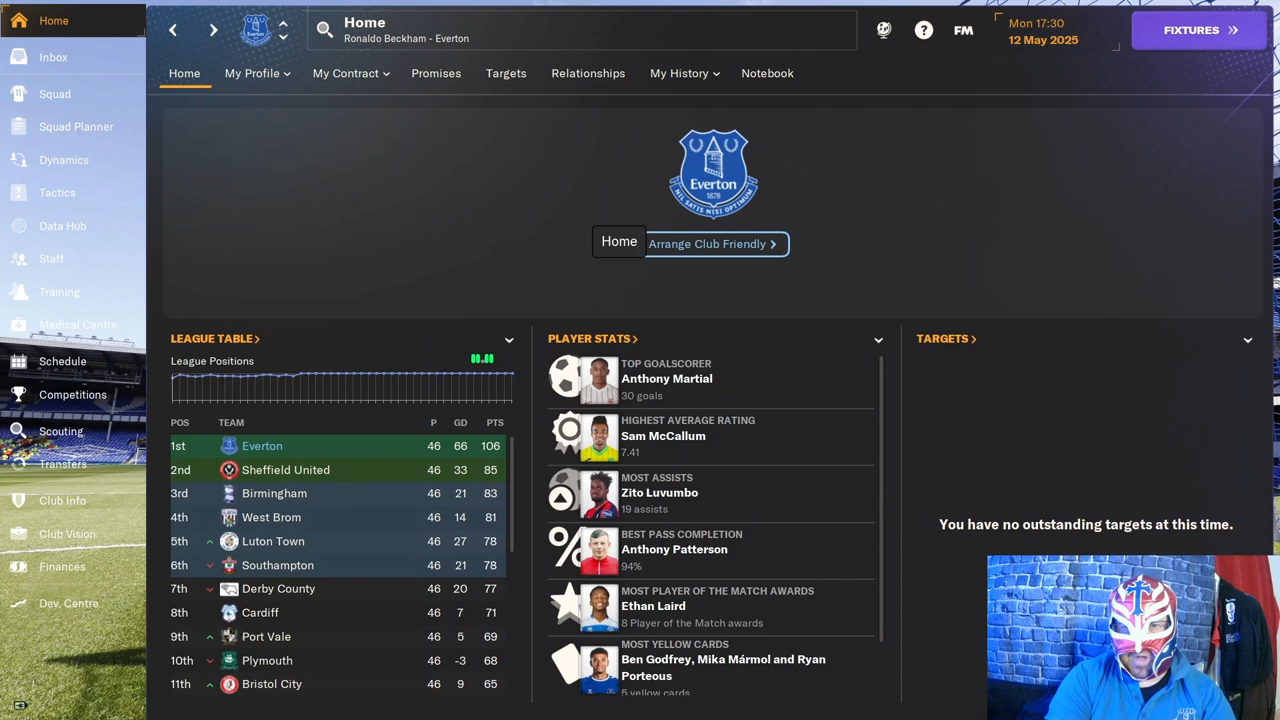 Home
Inbox
Squad
Squad Planner
Dynamics
Tactics
Data Hub
Staff
Training
Medical Centre
Schedule
Competitions
Scouting
Transfers
Club Info
Club Vision
Finances
Dev. Centre
Everton
Home
Ronaldo Beckham - Everton
?
FM
Mon 17:30
12 May 2025
FIXTURES
Home
My Profile
My Contract
Promises
Targets
Relationships
My History
Notebook
Everton
1878
NIL SATIS NISI OPTIMUM
Home
Arrange Club Friendly
LEAGUE TABLE
League Positions
POS TEAM P GD PTS
1st Everton 46 66 106
2nd Sheffield United 46 33 85
3rd Birmingham 46 21 83
4th West Brom 46 14 81
5th Luton Town 46 27 78
6th Southampton 46 21 78
7th Derby County 46 20 77
8th Cardiff 46 7 71
9th Port Vale 46 5 69
10th Plymouth 46 -3 68
11th Bristol City 46 9 65
PLAYER STATS
TOP GOALSCORER
Anthony Martial
30 goals
HIGHEST AVERAGE RATING
Sam McCallum
7.41
MOST ASSISTS
Zito Luvumbo
19 assists
%
BEST PASS COMPLETION
Anthony Patterson
94%
MOST PLAYER OF THE MATCH AWARDS
Ethan Laird
8 Player of the Match awards
MOST YELLOW CARDS
Ben Godfrey, Mika Mármol and Ryan
Porteous
5 yellow cards
TARGETS
You have no outstanding targets at this time.